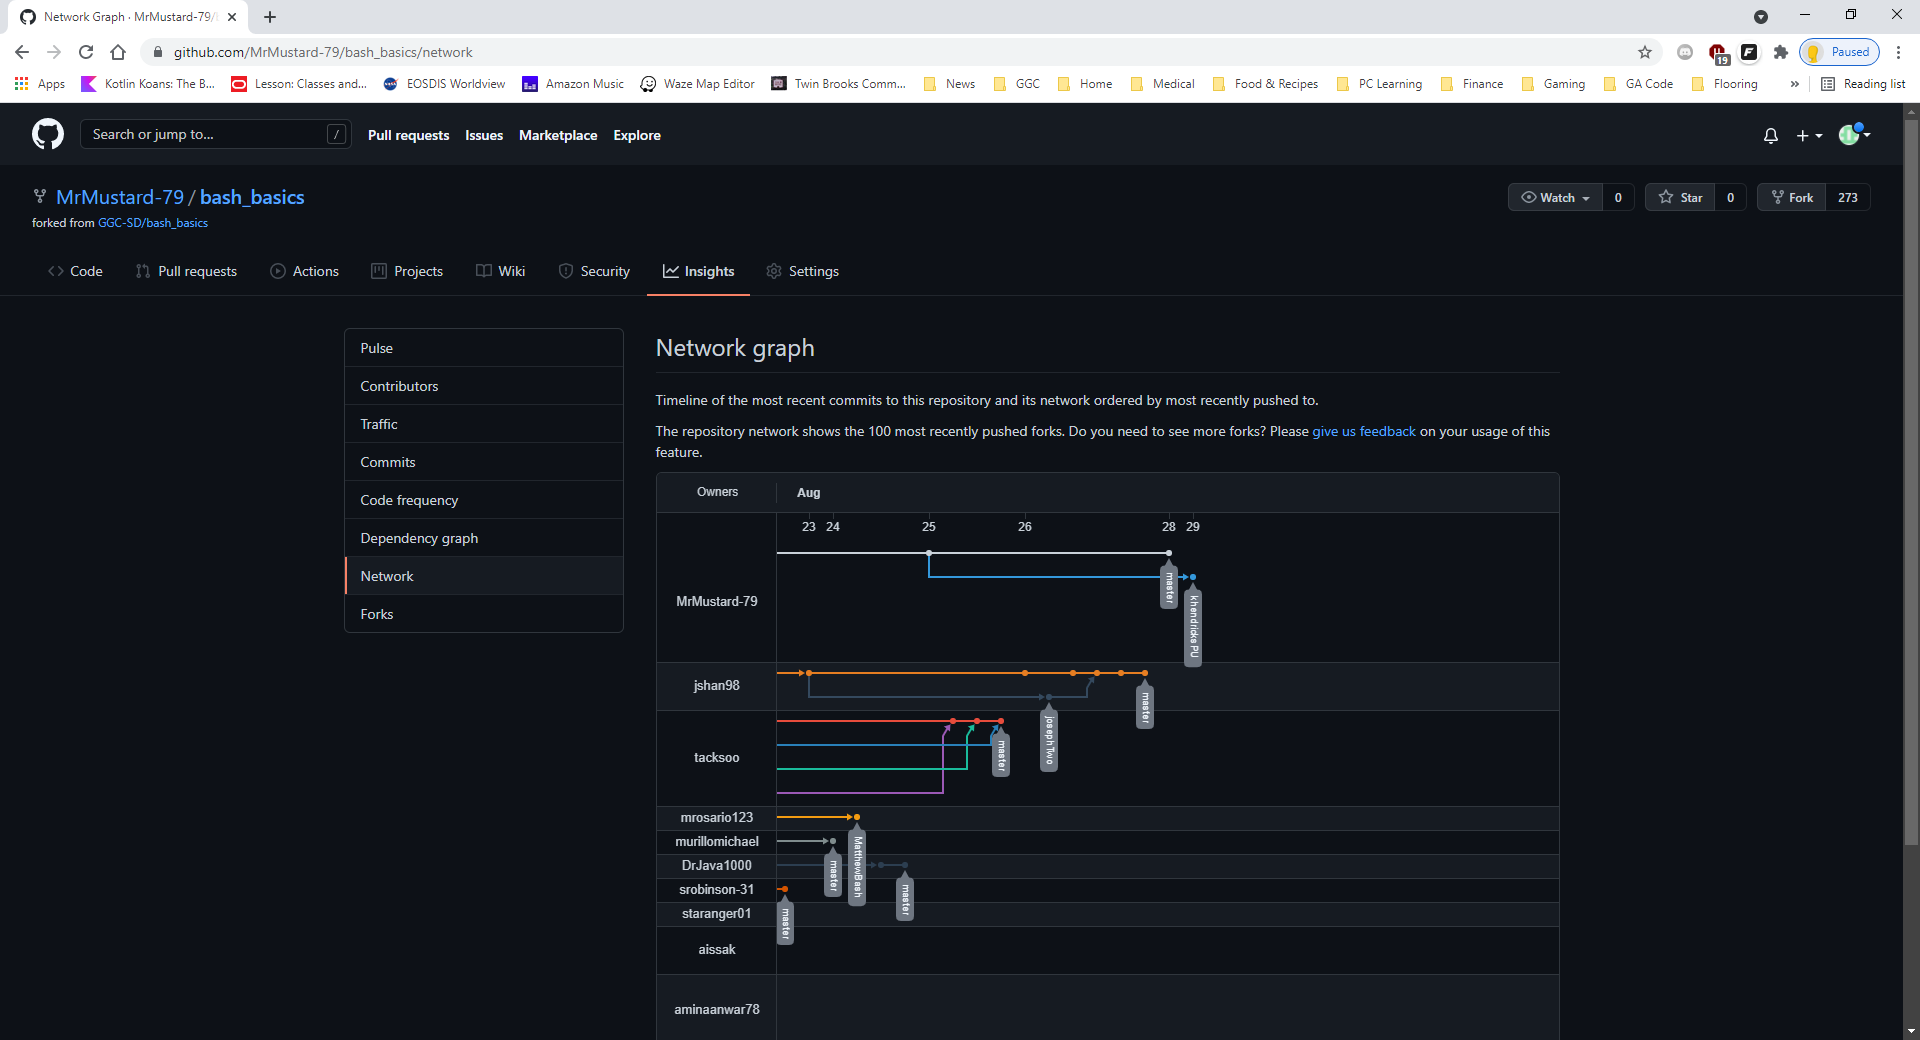 Network Graph · MrMustard-79/b
github.com/MrMustard-79/bash_basics/network
19
Paused
Apps
Kotlin Koans: The B...
Lesson: Classes and...
EOSDIS Worldview
Amazon Music
Waze Map Editor
Twin Brooks Comm...
News
GGC
Home
Medical
Food & Recipes
PC Learning
Finance
Gaming
GA Code
Flooring
»
Reading list
Search or jump to...
/
Pull requests
Issues
Marketplace
Explore
MrMustard-79 / bash_basics
Watch
0
Star
0
Fork
273
forked from GGC-SD/bash_basics
Code
Pull requests
Actions
Projects
Wiki
Security
Insights
Settings
Pulse
Contributors
Traffic
Commits
Code frequency
Dependency graph
Network
Forks
Network graph
Timeline of the most recent commits to this repository and its network ordered by most recently pushed to.
The repository network shows the 100 most recently pushed forks. Do you need to see more forks? Please give us feedback on your usage of this
feature.
Owners
Aug
23
24
25
26
28
29
MrMustard-79
master
khendricksPU
jshan98
master
josephTwo
tacksoo
master
mrosario123
MatthewBash
murillomichael
master
DrJava1000
master
srobinson-31
master
staranger01
aissak
aminaanwar78